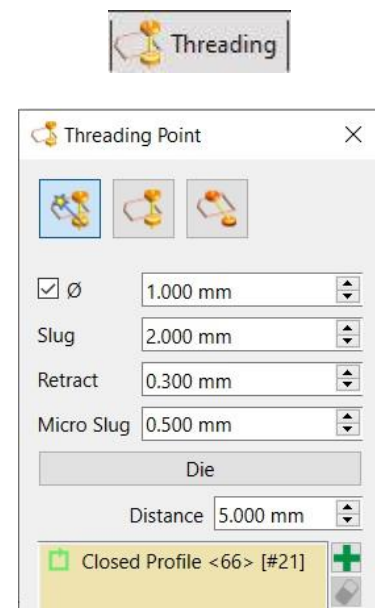 Threading
Threading Point
Ø 1.000 mm
Slug 2.000 mm
Retract 0.300 mm
Micro Slug 0.500 mm
Die
Distance 5.000 mm
Closed Profile <66> [#21]